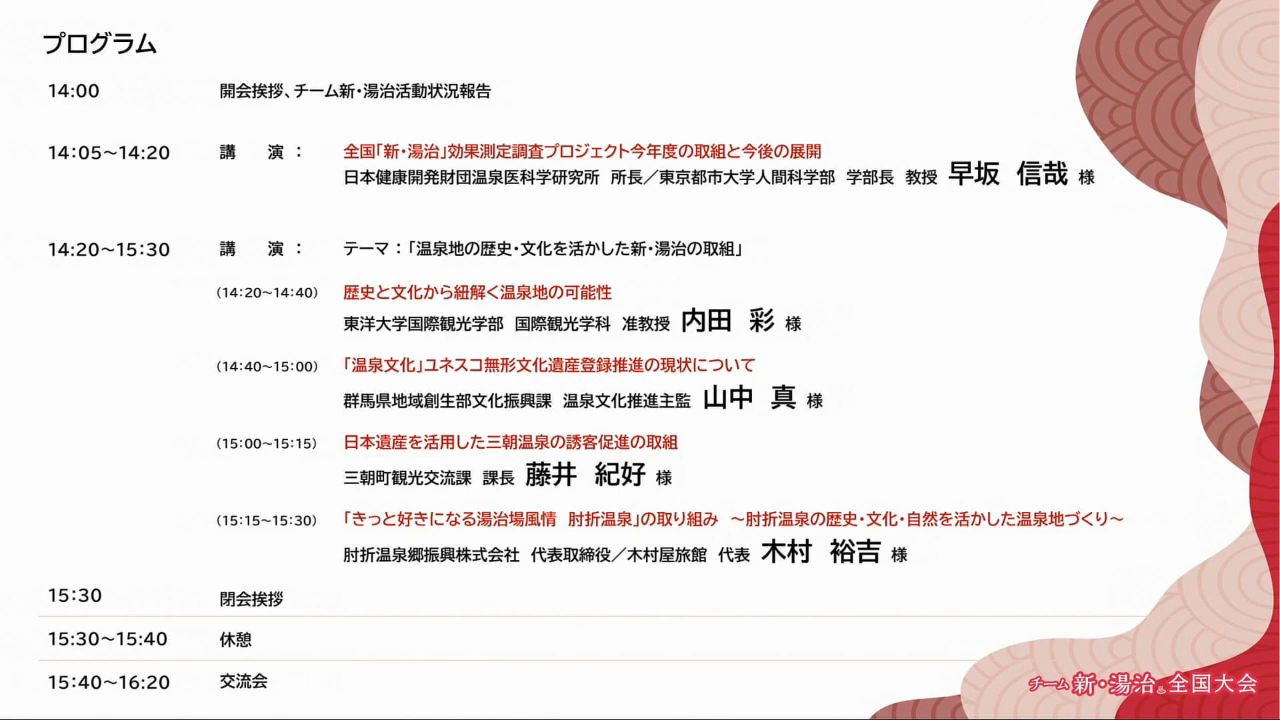 プログラム
14:00 開会挨拶、チーム新・湯治活動状況報告
14:05〜14:20 講　演： 全国「新・湯治」効果測定調査プロジェクト今年度の取組と今後の展開
日本健康開発財団温泉医科学研究所　所長／東京都市大学人間科学部　学部長　教授　早坂　信哉 様
14:20〜15:30 講　演： テーマ：「温泉地の歴史・文化を活かした新・湯治の取組」
（14:20〜14:40） 歴史と文化から紐解く温泉地の可能性
東洋大学国際観光学部　国際観光学科　准教授　内田　彩 様
（14:40〜15:00） 「温泉文化」ユネスコ無形文化遺産登録推進の現状について
群馬県地域創生部文化振興課　温泉文化推進主監　山中　真 様
（15:00〜15:15） 日本遺産を活用した三朝温泉の誘客促進の取組
三朝町観光交流課　課長　藤井　紀好 様
（15:15〜15:30） 「きっと好きになる湯治場風情　肘折温泉」の取り組み　〜肘折温泉の歴史・文化・自然を活かした温泉地づくり〜
肘折温泉郷振興株式会社　代表取締役／木村屋旅館　代表　木村　裕吉 様
15:30 閉会挨拶
15:30〜15:40 休憩
15:40〜16:20 交流会
チーム 新・湯治♨全国大会